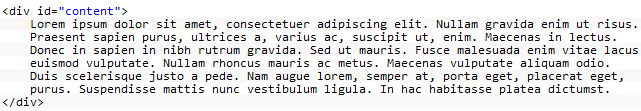 <div id="content">
Lorem ipsum dolor sit amet, consectetuer adipiscing elit. Nullam gravida enim ut risus.
Praesent sapien purus, ultrices a, varius ac, suscipit ut, enim. Maecenas in lectus.
Donec in sapien in nibh rutrum gravida. Sed ut mauris. Fusce malesuada enim vitae lacus
euismod vulputate. Nullam rhoncus mauris ac metus. Maecenas vulputate aliquam odio.
Duis scelerisque justo a pede. Nam augue lorem, semper at, porta eget, placerat eget,
purus. Suspendisse mattis nunc vestibulum ligula. In hac habitasse platea dictumst.
</div>